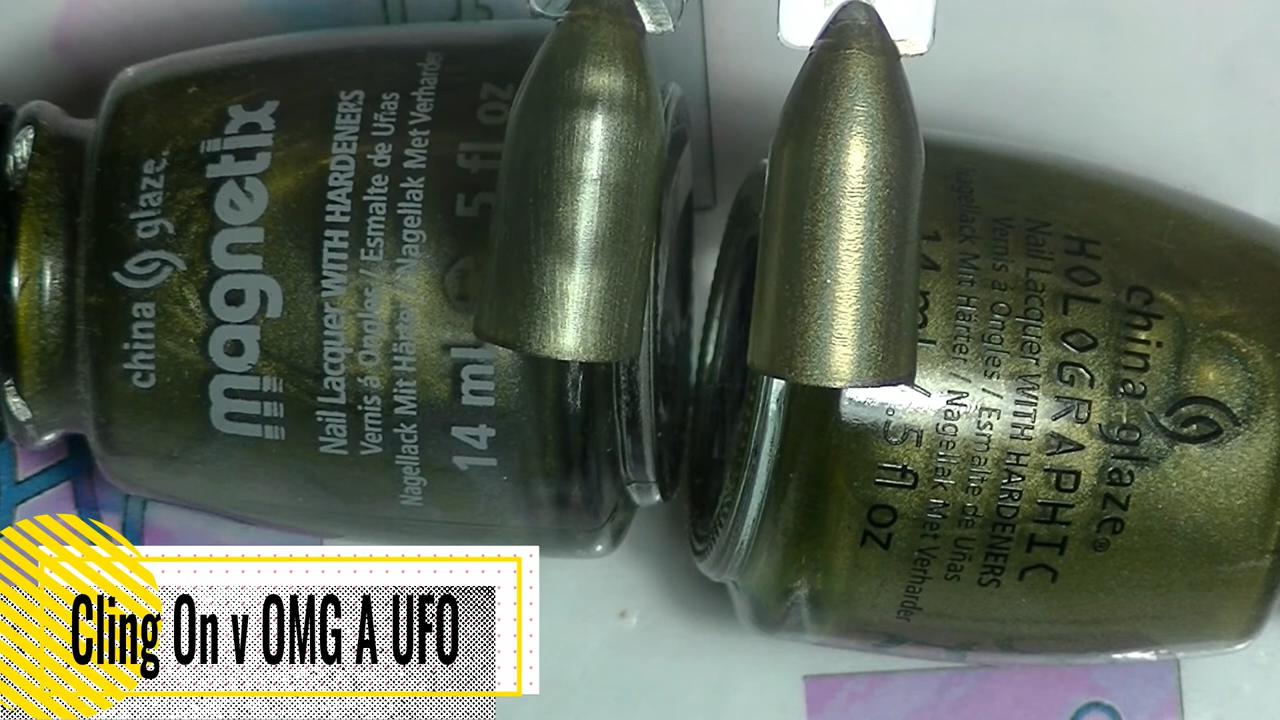 china glaze.
magnetix
Nail Lacquer WITH HARDENERS
Vernis á Ongles / Esmalte de Uñas
Nagellack Mit Härter / Nagellak Met Verharder
14 ml 5 fl oz
china glaze®
HOLOGRAPHIC
Nail Lacquer WITH HARDENERS
Vernis a Ongles / Esmalte de Uñas
Nagellack Mit Härter / Nagellak Met Verharder
14 ml / .5 fl oz
Cling On v OMG A UFO